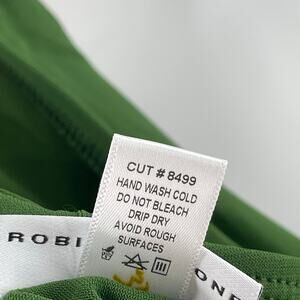 CUT # 8499
HAND WASH COLD
DO NOT BLEACH
DRIP DRY
AVOID ROUGH
SURFACES
ROBI
ONE